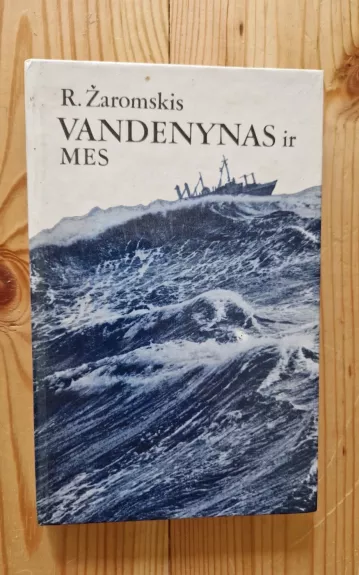 R. Žaromskis
VANDENYNAS ir
MES